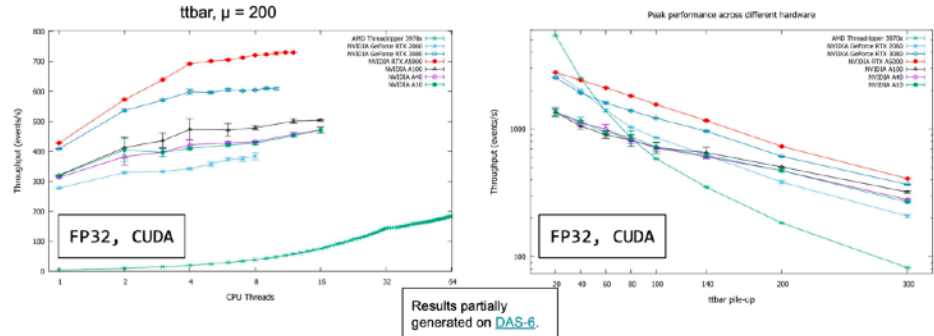 ttbar, μ = 200
AMD Threadripper 3970x
NVIDIA GeForce RTX 2060
NVIDIA GeForce RTX 3080
NVIDIA RTX A5000
NVIDIA A100
NVIDIA A40
NVIDIA A10
Throughput (events/s)
800
700
600
500
400
300
200
100
0
FP32, CUDA
1
2
4
8
16
32
64
CPU Threads
Peak performance across different hardware
AMD Threadripper 3970x
NVIDIA GeForce RTX 2060
NVIDIA GeForce RTX 3080
NVIDIA RTX A5000
NVIDIA A100
NVIDIA A40
NVIDIA A10
Throughput (events/s)
1000
100
FP32, CUDA
20
40
60
80
100
140
200
300
ttbar pile-up
Results partially
generated on DAS-6.